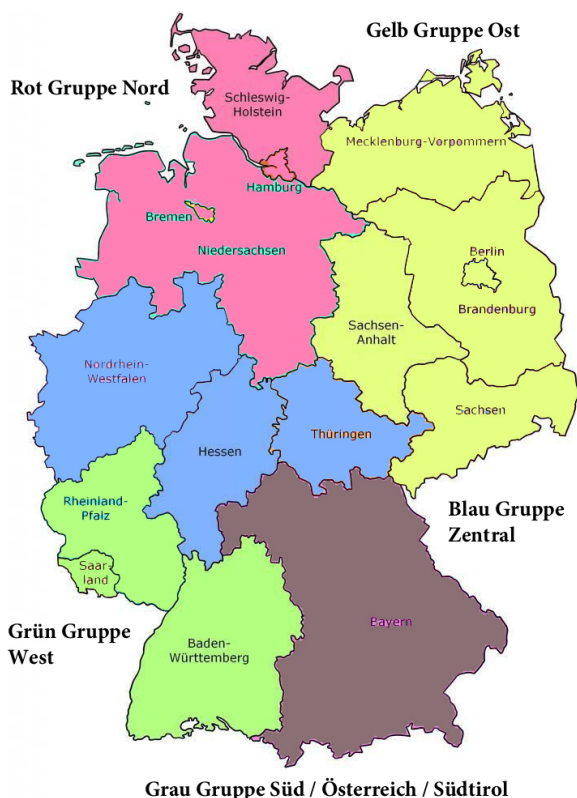 Gelb Gruppe Ost
Rot Gruppe Nord
Schleswig-
Holstein
Mecklenburg-Vorpommern
Hamburg
Bremen
Niedersachsen
Berlin
Brandenburg
Sachsen-
Anhalt
Nordrhein-
Westfalen
Sachsen
Thüringen
Hessen
Rheinland-
Pfalz
Blau Gruppe
Zentral
Saar-
land
Grün Gruppe
West
Bayern
Baden-
Württemberg
Grau Gruppe Süd / Österreich / Südtirol